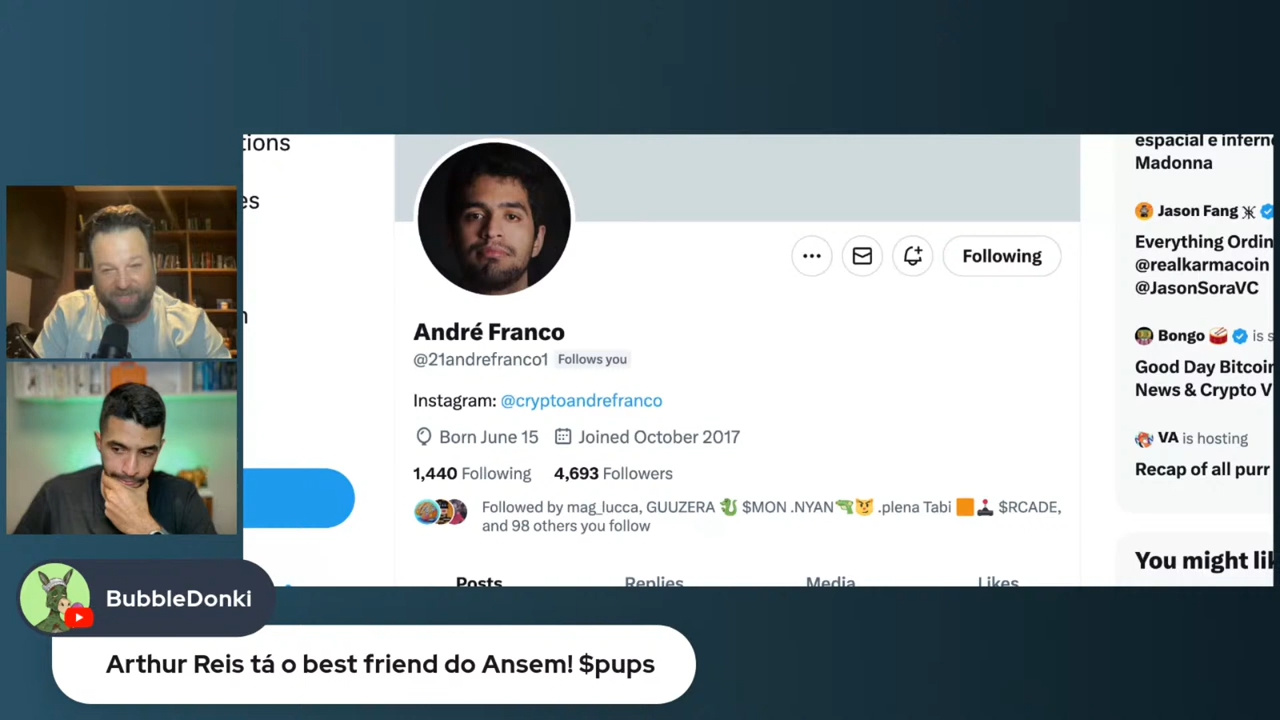 tions
es
n
André Franco
@21andrefranco1 Follows you
Following
Instagram: @cryptoandrefranco
Born June 15 Joined October 2017
1,440 Following 4,693 Followers
Followed by mag_lucca, GUUZERA 🐉 $MON .NYAN🔫😼 .plena Tabi 🟧🕹️ $RCADE,
and 98 others you follow
Posts Replies Media Likes
espacial e inferno
Madonna
Jason Fang
Everything Ordin
@realkarmacoin
@JasonSoraVC
Bongo 🥁 is s
Good Day Bitcoin
News & Crypto V
VA is hosting
Recap of all purr
You might lik
BubbleDonki
Arthur Reis tá o best friend do Ansem! $pups